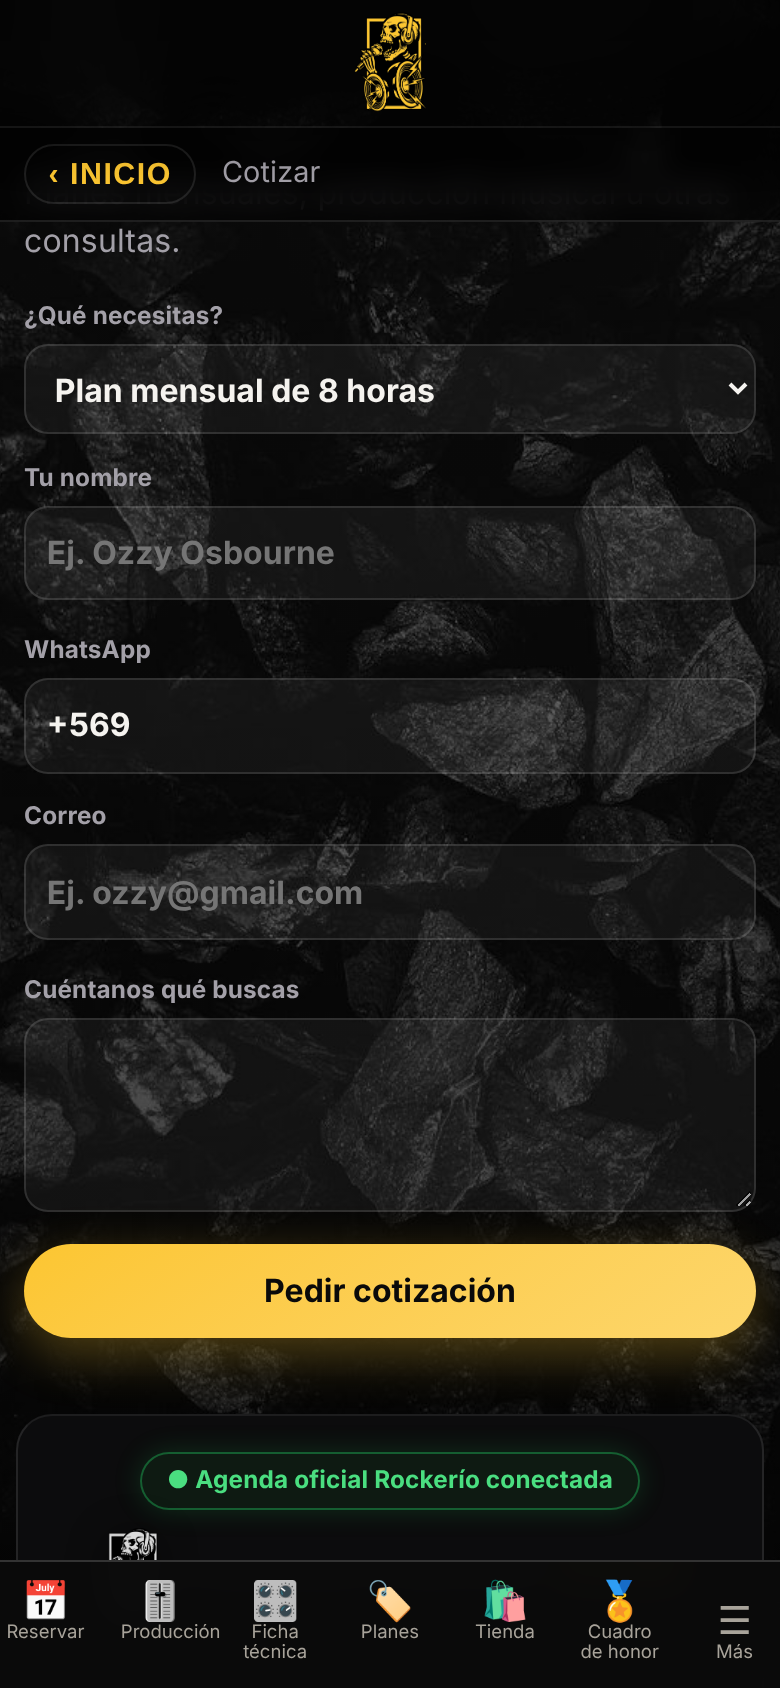 ‹ INICIO
Cotizar
consultas.
¿Qué necesitas?
Plan mensual de 8 horas
Tu nombre
Ej. Ozzy Osbourne
WhatsApp
+569
Correo
Ej. ozzy@gmail.com
Cuéntanos qué buscas
Pedir cotización
Agenda oficial Rockerío conectada
July
17
Reservar
Producción
Ficha
técnica
Planes
Tienda
Cuadro
de honor
Más